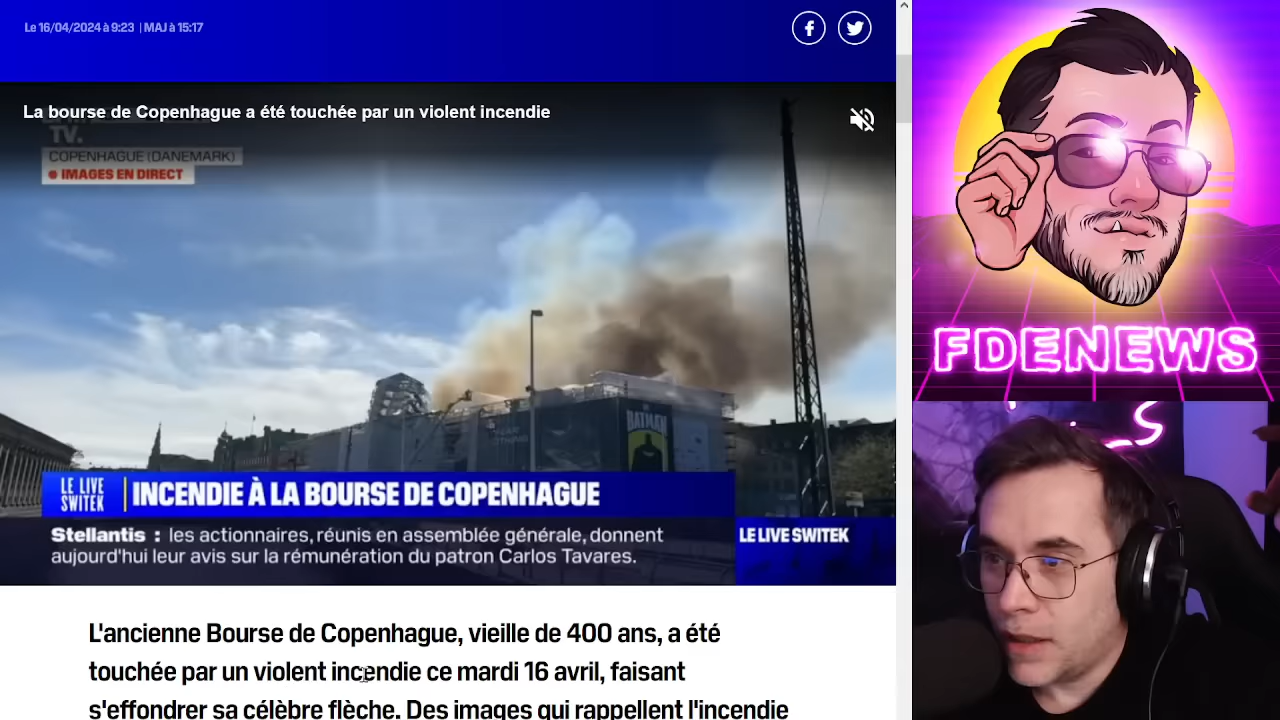 Le 16/04/2024 à 9:23 | MAJ à 15:17
La bourse de Copenhague a été touchée par un violent incendie
TV.
COPENHAGUE (DANEMARK)
IMAGES EN DIRECT
BATMAN
LE LIVE
SWITEK
INCENDIE À LA BOURSE DE COPENHAGUE
Stellantis : les actionnaires, réunis en assemblée générale, donnent
aujourd'hui leur avis sur la rémunération du patron Carlos Tavares.
LE LIVE SWITEK
L'ancienne Bourse de Copenhague, vieille de 400 ans, a été
touchée par un violent incendie ce mardi 16 avril, faisant
s'effondrer sa célèbre flèche. Des images qui rappellent l'incendie
FDENEWS